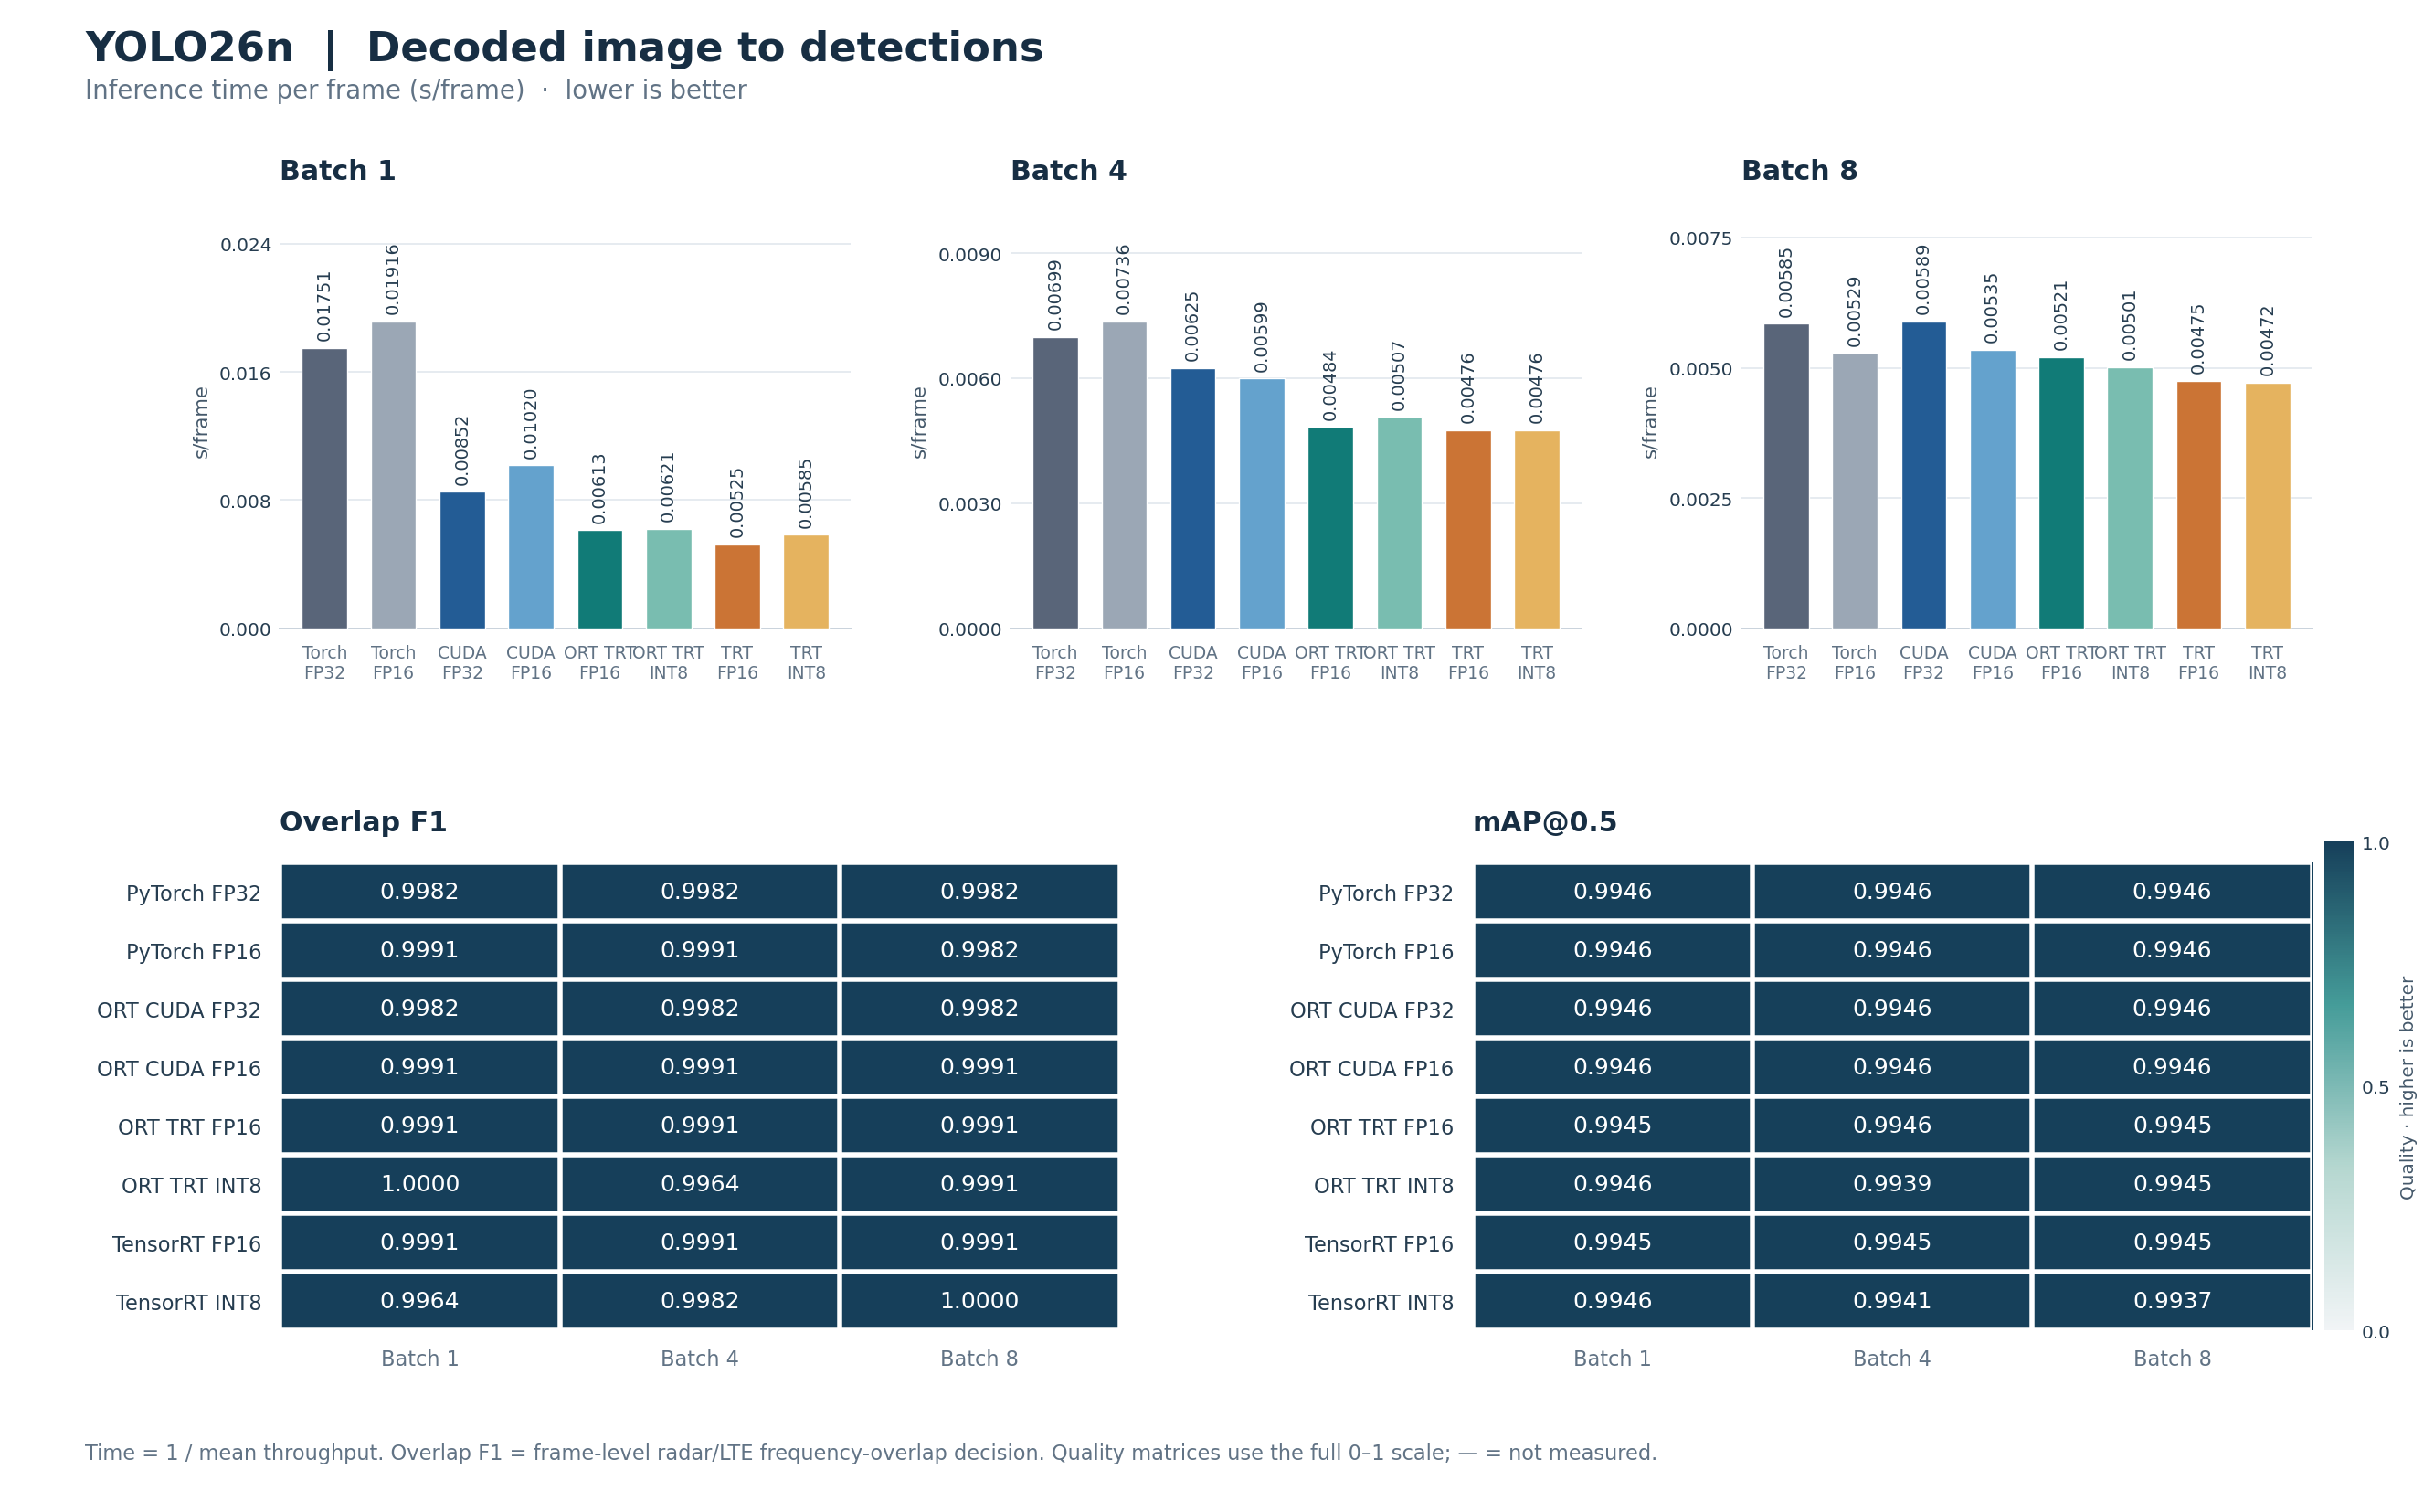 YOLO26n | Decoded image to detections
Inference time per frame (s/frame) · lower is better
Batch 1
s/frame
0.024
0.016
0.008
0.000
0.01751
0.01916
0.00852
0.01020
0.00613
0.00621
0.00525
0.00585
Torch FP32
Torch FP16
CUDA FP32
CUDA FP16
ORT TRT FP16
ORT TRT INT8
TRT FP16
TRT INT8
Batch 4
s/frame
0.0090
0.0060
0.0030
0.0000
0.00699
0.00736
0.00625
0.00599
0.00484
0.00507
0.00476
0.00476
Torch FP32
Torch FP16
CUDA FP32
CUDA FP16
ORT TRT FP16
ORT TRT INT8
TRT FP16
TRT INT8
Batch 8
s/frame
0.0075
0.0050
0.0025
0.0000
0.00585
0.00529
0.00589
0.00535
0.00521
0.00501
0.00475
0.00472
Torch FP32
Torch FP16
CUDA FP32
CUDA FP16
ORT TRT FP16
ORT TRT INT8
TRT FP16
TRT INT8
Overlap F1
PyTorch FP32 0.9982 0.9982 0.9982
PyTorch FP16 0.9991 0.9991 0.9982
ORT CUDA FP32 0.9982 0.9982 0.9982
ORT CUDA FP16 0.9991 0.9991 0.9991
ORT TRT FP16 0.9991 0.9991 0.9991
ORT TRT INT8 1.0000 0.9964 0.9991
TensorRT FP16 0.9991 0.9991 0.9991
TensorRT INT8 0.9964 0.9982 1.0000
Batch 1 Batch 4 Batch 8
mAP@0.5
PyTorch FP32 0.9946 0.9946 0.9946
PyTorch FP16 0.9946 0.9946 0.9946
ORT CUDA FP32 0.9946 0.9946 0.9946
ORT CUDA FP16 0.9946 0.9946 0.9946
ORT TRT FP16 0.9945 0.9946 0.9945
ORT TRT INT8 0.9946 0.9939 0.9945
TensorRT FP16 0.9945 0.9945 0.9945
TensorRT INT8 0.9946 0.9941 0.9937
Batch 1 Batch 4 Batch 8
1.0
0.5
0.0
Quality · higher is better
Time = 1 / mean throughput. Overlap F1 = frame-level radar/LTE frequency-overlap decision. Quality matrices use the full 0–1 scale; — = not measured.